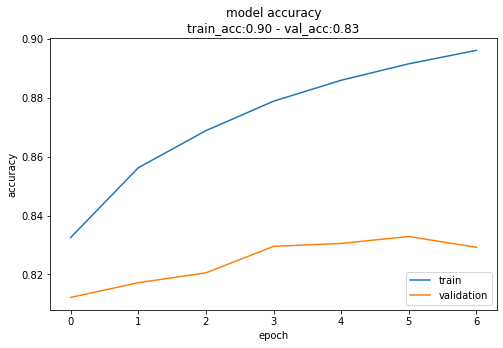 model accuracy
train_acc:0.90 - val_acc:0.83
0.90
0.88
0.86
0.84
0.82
accuracy
0 1 2 3 4 5 6
epoch
train
validation